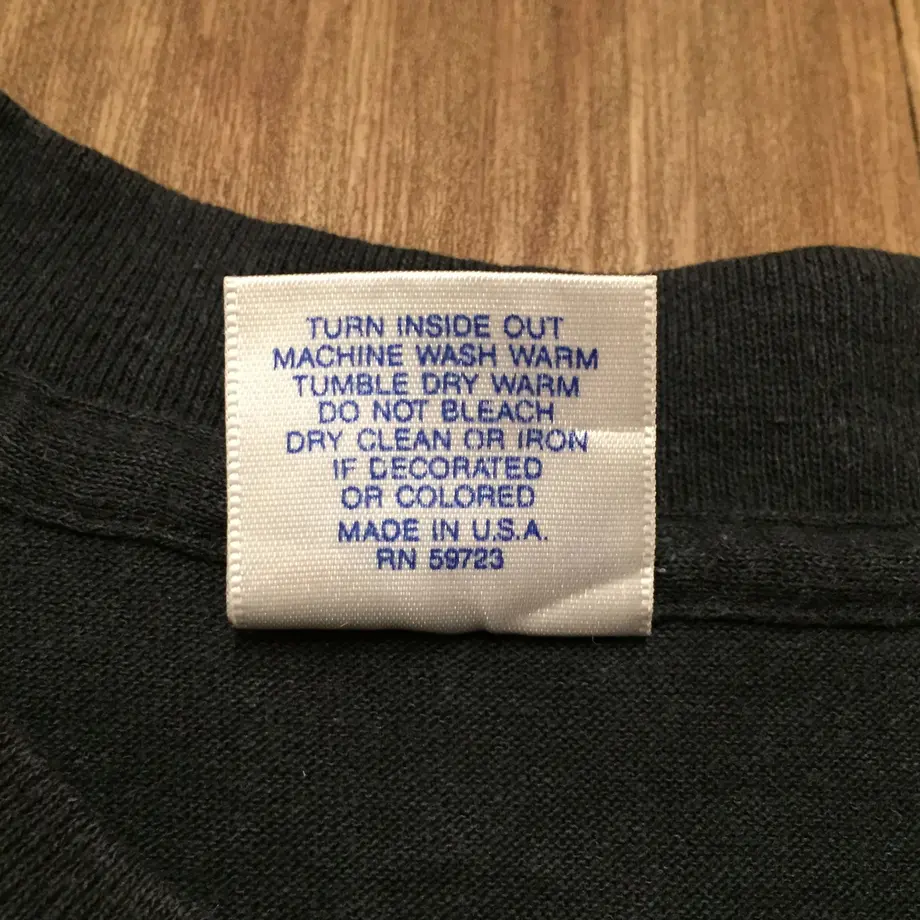 TURN INSIDE OUT
MACHINE WASH WARM
TUMBLE DRY WARM
DO NOT BLEACH
DRY CLEAN OR IRON
IF DECORATED
OR COLORED
MADE IN U.S.A.
RN 59723